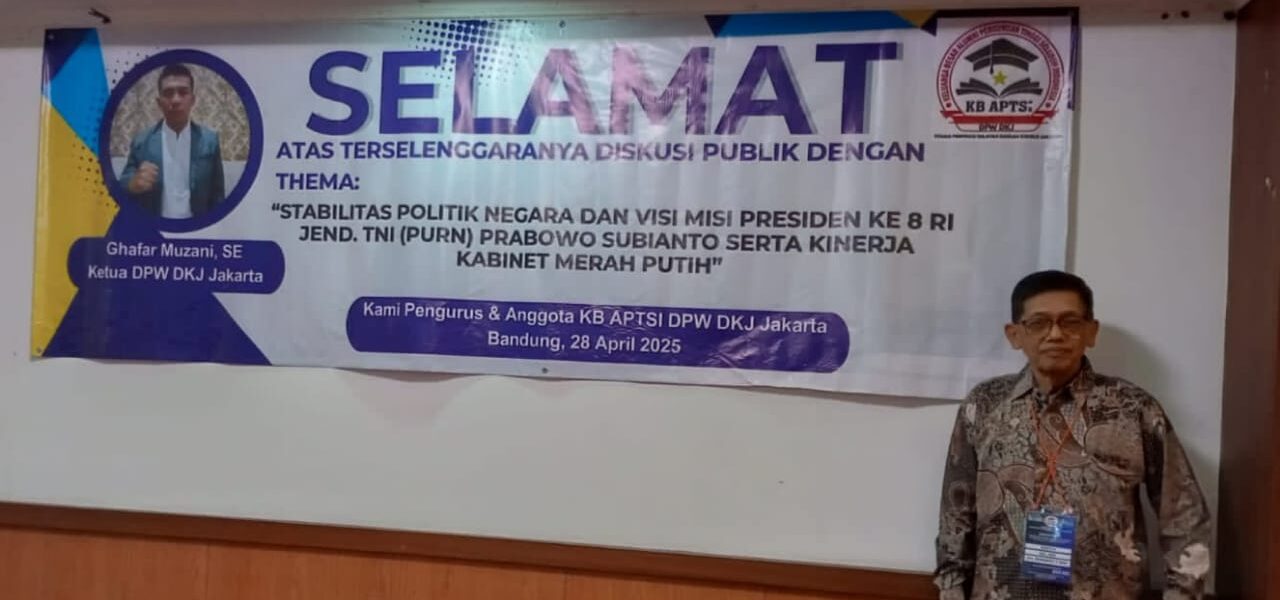 SELAMAT
ATAS TERSELENGGARANYA DISKUSI PUBLIK DENGAN
THEMA:
“STABILITAS POLITIK NEGARA DAN VISI MISI PRESIDEN KE 8 RI
JEND. TNI (PURN) PRABOWO SUBIANTO SERTA KINERJA
KABINET MERAH PUTIH”
Ghafar Muzani, SE
Ketua DPW DKJ Jakarta
Kami Pengurus & Anggota KB APTSI DPW DKJ Jakarta
Bandung, 28 April 2025
KB APTSI
DPW DKJ